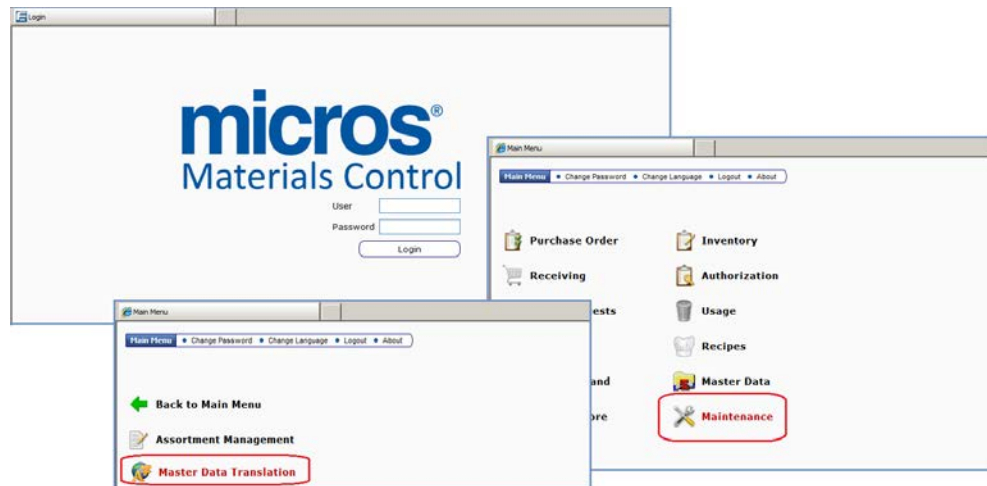 Login
micros®
Materials Control
User
Password
Login
Main Menu
Main Menu • Change Password • Change Language • Logout • About
Purchase Order
Inventory
Receiving
Authorization
ests
Usage
Recipes
and
Master Data
ore
Maintenance
Main Menu
Main Menu • Change Password • Change Language • Logout • About
Back to Main Menu
Assortment Management
Master Data Translation